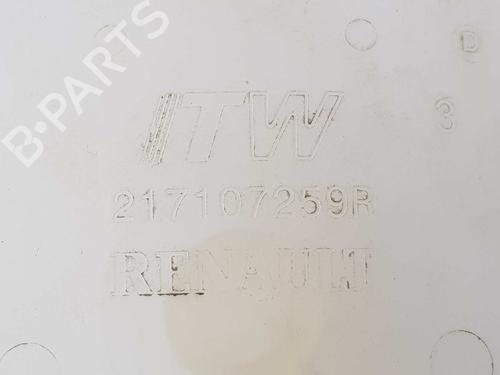 B-PARTS
D
3
ITW
217107259R
RENAULT